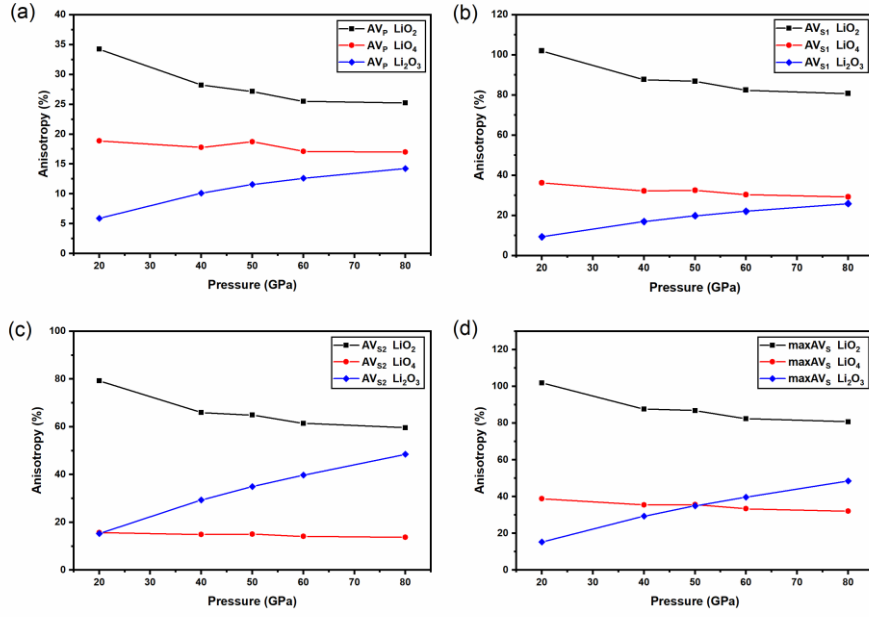 (a)
40
35
30
25
20
15
10
5
0
Anisotropy (%)
AVP LiO2
AVP LiO4
AVP Li2O3
20 30 40 50 60 70 80
Pressure (GPa)
(b)
120
100
80
60
40
20
0
Anisotropy (%)
AVS1 LiO2
AVS1 LiO4
AVS1 Li2O3
20 30 40 50 60 70 80
Pressure (GPa)
(c)
100
80
60
40
20
0
Anisotropy (%)
AVS2 LiO2
AVS2 LiO4
AVS2 Li2O3
20 30 40 50 60 70 80
Pressure (GPa)
(d)
120
100
80
60
40
20
0
Anisotropy (%)
maxAVS LiO2
maxAVS LiO4
maxAVS Li2O3
20 30 40 50 60 70 80
Pressure (GPa)